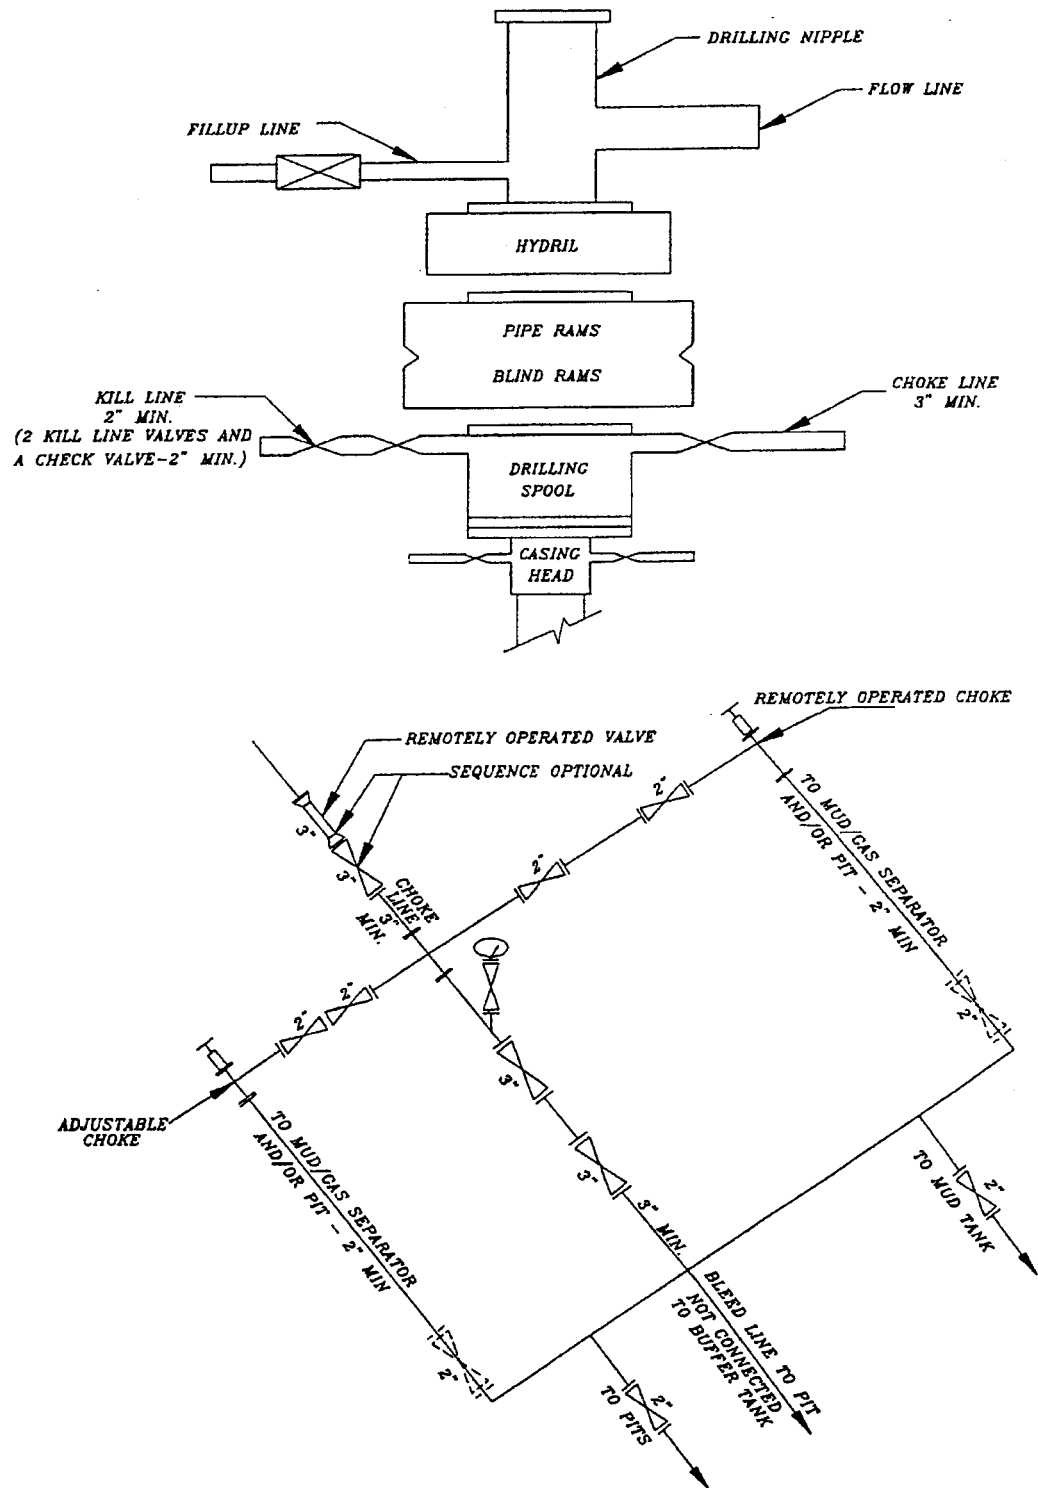 DRILLING NIPPLE
FLOW LINE
FILLUP LINE
HYDRIL
PIPE RAMS
BLIND RAMS
KILL LINE
2" MIN.
(2 KILL LINE VALVES AND
A CHECK VALVE-2" MIN.)
CHOKE LINE
3" MIN.
DRILLING
SPOOL
CASING
HEAD
REMOTELY OPERATED CHOKE
REMOTELY OPERATED VALVE
SEQUENCE OPTIONAL
3"
3"
CHOKE
LINE
3"
MIN.
2"
2"
2"
2"
TO MUD/GAS SEPARATOR
AND/OR PIT - 2" MIN
2"
ADJUSTABLE
CHOKE
TO MUD/GAS SEPARATOR
AND/OR PIT - 2" MIN
2"
3"
3"
3" MIN.
BLEED LINE TO PIT
NOT CONNECTED
TO BUFFER TANK
2"
TO MUD TANK
2"
TO PITS